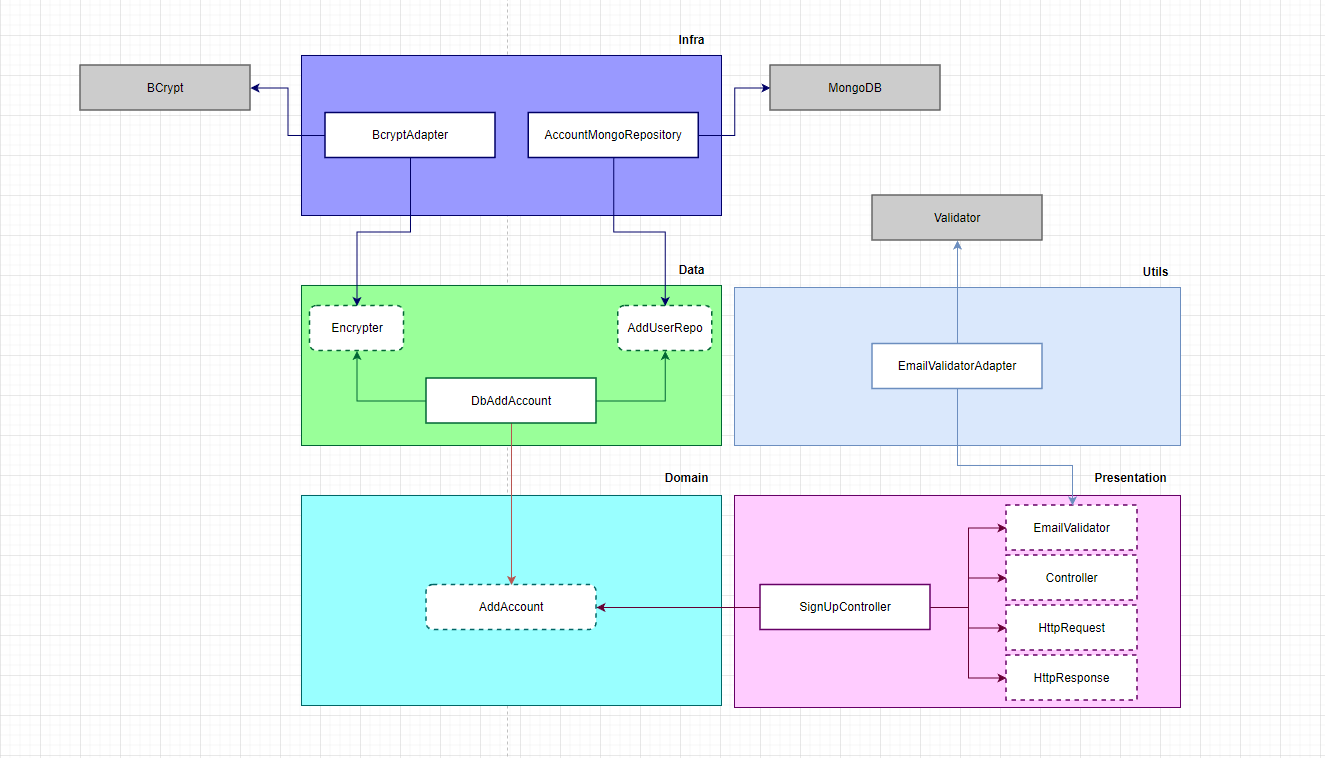 Infra
BCrypt
MongoDB
BcryptAdapter
AccountMongoRepository
Validator
Data
Utils
Encrypter
AddUserRepo
EmailValidatorAdapter
DbAddAccount
Domain
Presentation
EmailValidator
Controller
AddAccount
SignUpController
HttpRequest
HttpResponse